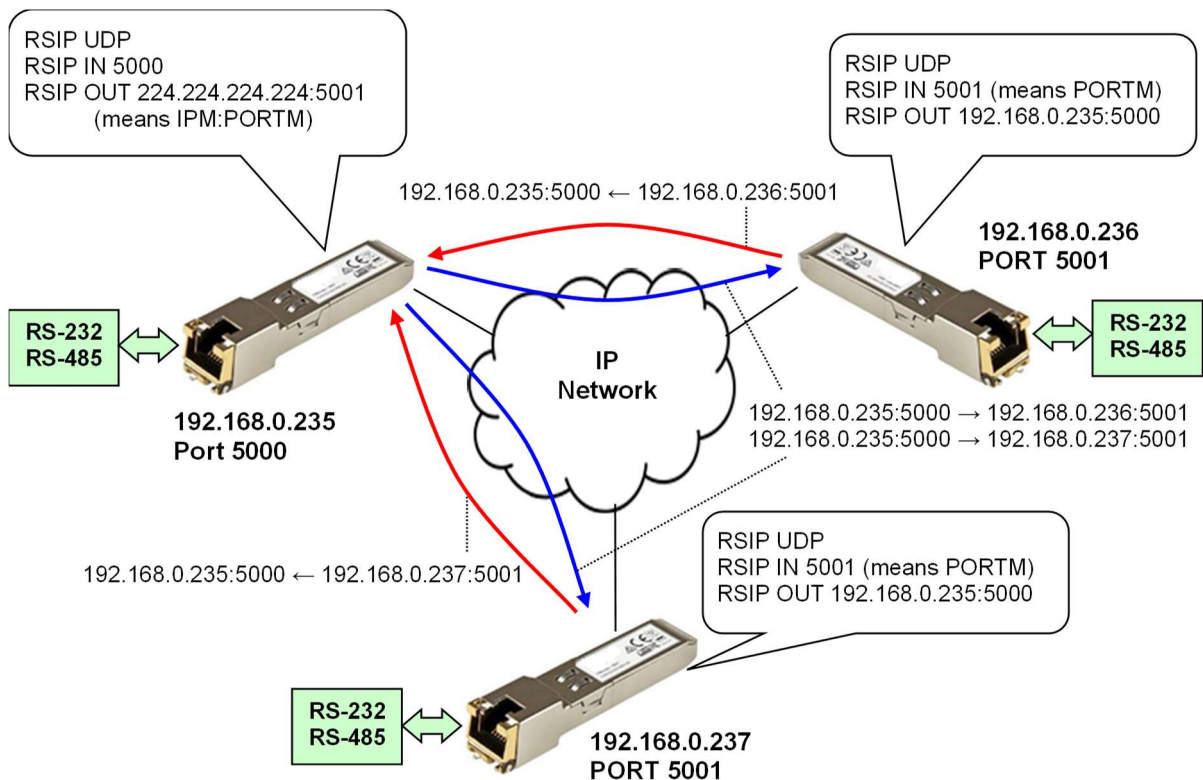 RSIP UDP
RSIP IN 5000
RSIP OUT 224.224.224.224:5001
(means IPM:PORTM)
RSIP UDP
RSIP IN 5001 (means PORTM)
RSIP OUT 192.168.0.235:5000
192.168.0.235:5000 ← 192.168.0.236:5001
192.168.0.236
PORT 5001
RS-232
RS-485
RS-232
RS-485
IP
Network
192.168.0.235
Port 5000
192.168.0.235:5000 → 192.168.0.236:5001
192.168.0.235:5000 → 192.168.0.237:5001
192.168.0.235:5000 ← 192.168.0.237:5001
RSIP UDP
RSIP IN 5001 (means PORTM)
RSIP OUT 192.168.0.235:5000
RS-232
RS-485
192.168.0.237
PORT 5001